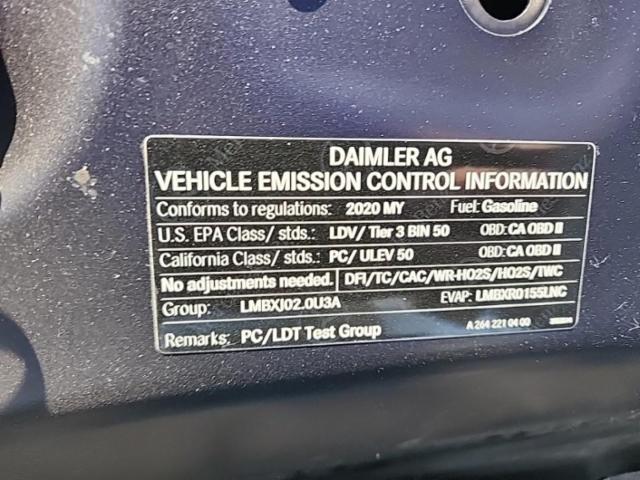 DAIMLER AG
VEHICLE EMISSION CONTROL INFORMATION
Conforms to regulations: 2020 MY Fuel: Gasoline
U.S. EPA Class/ stds.: LDV/ Tier 3 BIN 50 OBD: CA OBD II
California Class/ stds.: PC/ ULEV 50 OBD: CA OBD II
No adjustments needed. DFI/TC/CAC/WR-HO2S/HO2S/TWC
Group: LMBXJ02.0U3A EVAP: LMBXR0155LNC
Remarks: PC/LDT Test Group A 264 221 04 00